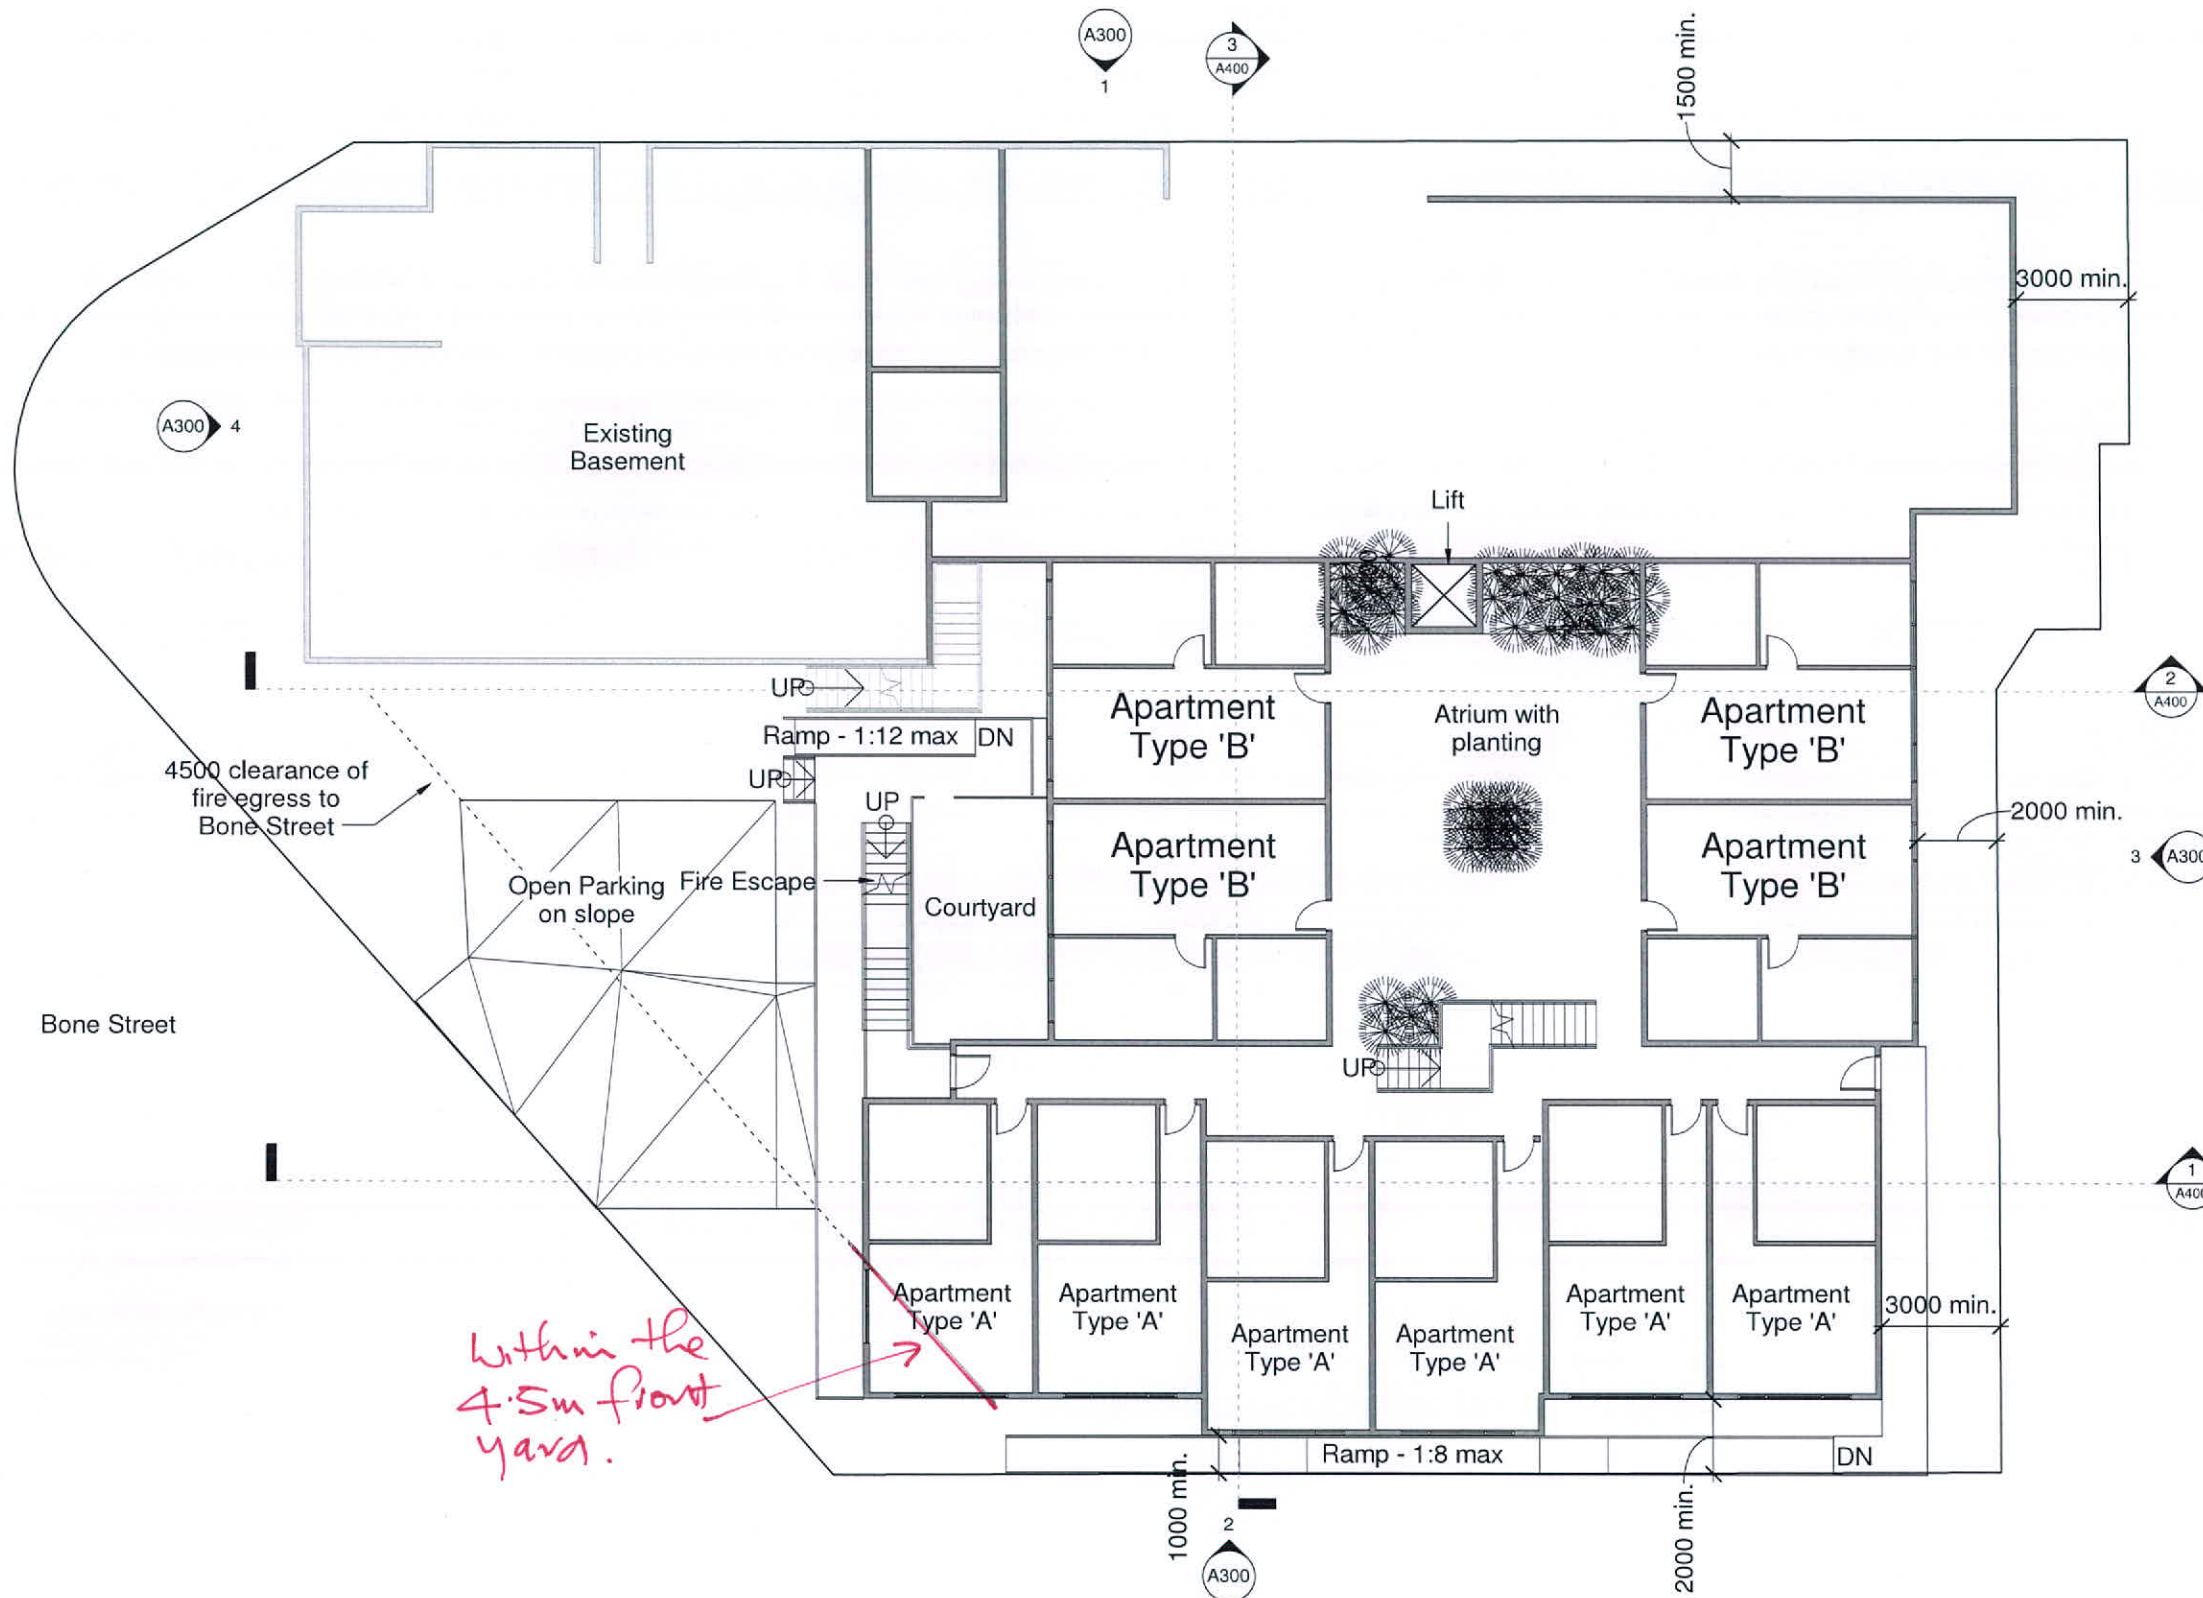 A300
1
3
A400
1500 min.
3000 min.
A300
4
Existing
Basement
Lift
UP
Apartment
Type 'B'
Atrium with
planting
Apartment
Type 'B'
2
A400
Ramp - 1:12 max
DN
4500 clearance of
fire egress to
Bone Street
UP
UP
Apartment
Type 'B'
Apartment
Type 'B'
2000 min.
3
A300
Open Parking
on slope
Fire Escape
Courtyard
Bone Street
UP
1
A400
Apartment
Type 'A'
Apartment
Type 'A'
Apartment
Type 'A'
Apartment
Type 'A'
Apartment
Type 'A'
Apartment
Type 'A'
3000 min.
Within the
4.5m front
yard.
Ramp - 1:8 max
DN
1000 min.
2000 min.
2
A300